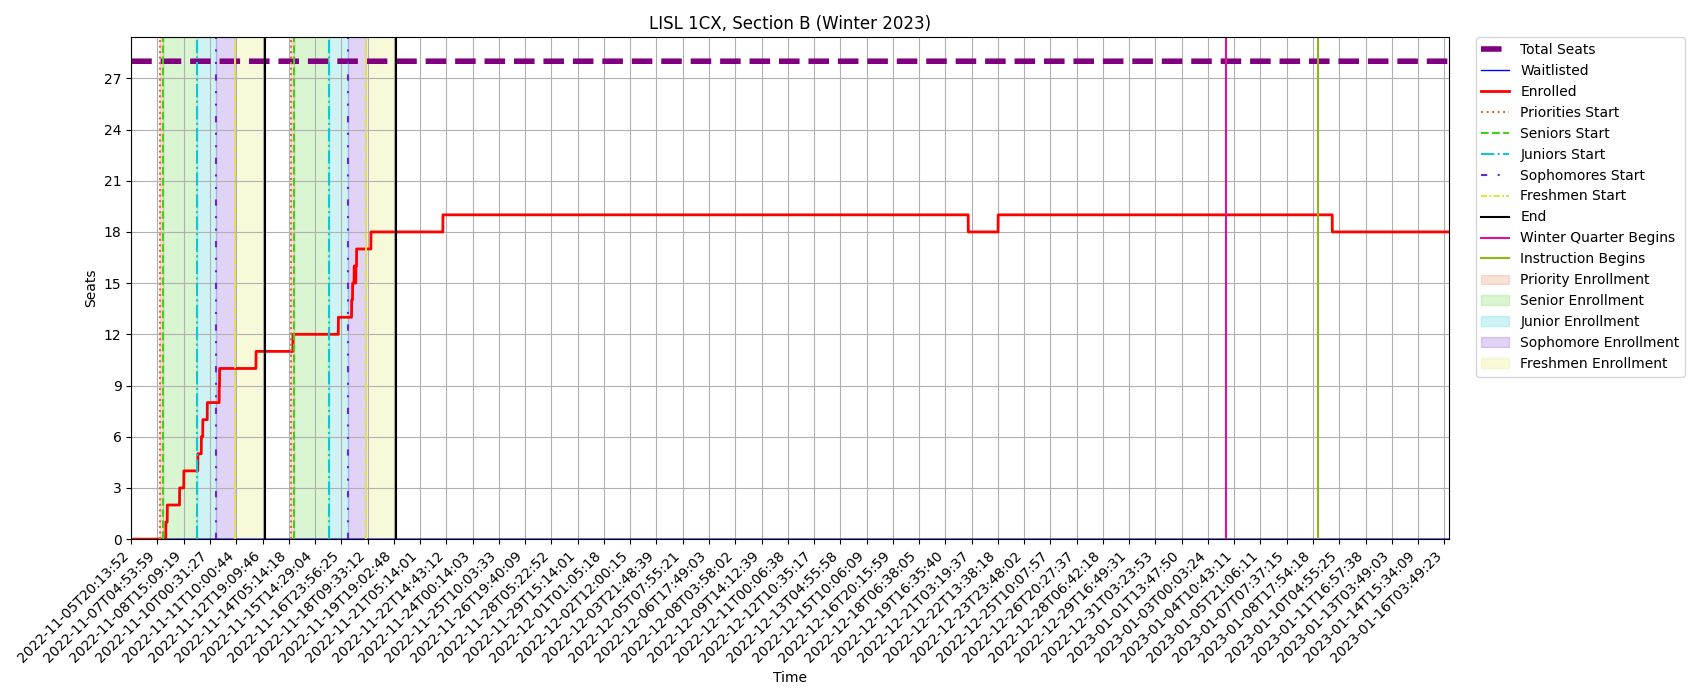 LISL 1CX, Section B (Winter 2023)
Seats
27
24
21
18
15
12
9
6
3
0
2022-11-05T20:13:52
2022-11-07T04:53:59
2022-11-08T15:09:19
2022-11-10T00:31:27
2022-11-11T10:00:44
2022-11-12T19:09:46
2022-11-14T05:14:18
2022-11-15T14:29:04
2022-11-16T23:56:25
2022-11-18T09:33:12
2022-11-19T19:02:48
2022-11-21T05:14:01
2022-11-22T14:43:12
2022-11-24T00:14:03
2022-11-25T10:03:33
2022-11-26T19:40:09
2022-11-28T05:22:52
2022-11-29T15:14:01
2022-12-01T01:05:18
2022-12-02T12:00:15
2022-12-03T21:48:39
2022-12-05T07:55:21
2022-12-06T17:49:03
2022-12-08T03:58:02
2022-12-09T14:12:39
2022-12-11T00:06:38
2022-12-12T10:35:17
2022-12-13T04:55:58
2022-12-15T10:06:09
2022-12-16T20:15:59
2022-12-18T06:38:05
2022-12-19T16:35:40
2022-12-21T03:19:37
2022-12-22T13:38:18
2022-12-23T23:48:02
2022-12-25T10:07:57
2022-12-26T20:27:37
2022-12-28T06:42:18
2022-12-29T16:49:31
2022-12-31T03:23:53
2023-01-01T13:47:50
2023-01-03T00:03:24
2023-01-04T10:43:11
2023-01-05T21:06:11
2023-01-07T07:37:15
2023-01-08T17:54:18
2023-01-10T04:55:25
2023-01-11T16:57:38
2023-01-13T03:49:03
2023-01-14T15:34:09
2023-01-16T03:49:23
Time
Total Seats
Waitlisted
Enrolled
Priorities Start
Seniors Start
Juniors Start
Sophomores Start
Freshmen Start
End
Winter Quarter Begins
Instruction Begins
Priority Enrollment
Senior Enrollment
Junior Enrollment
Sophomore Enrollment
Freshmen Enrollment